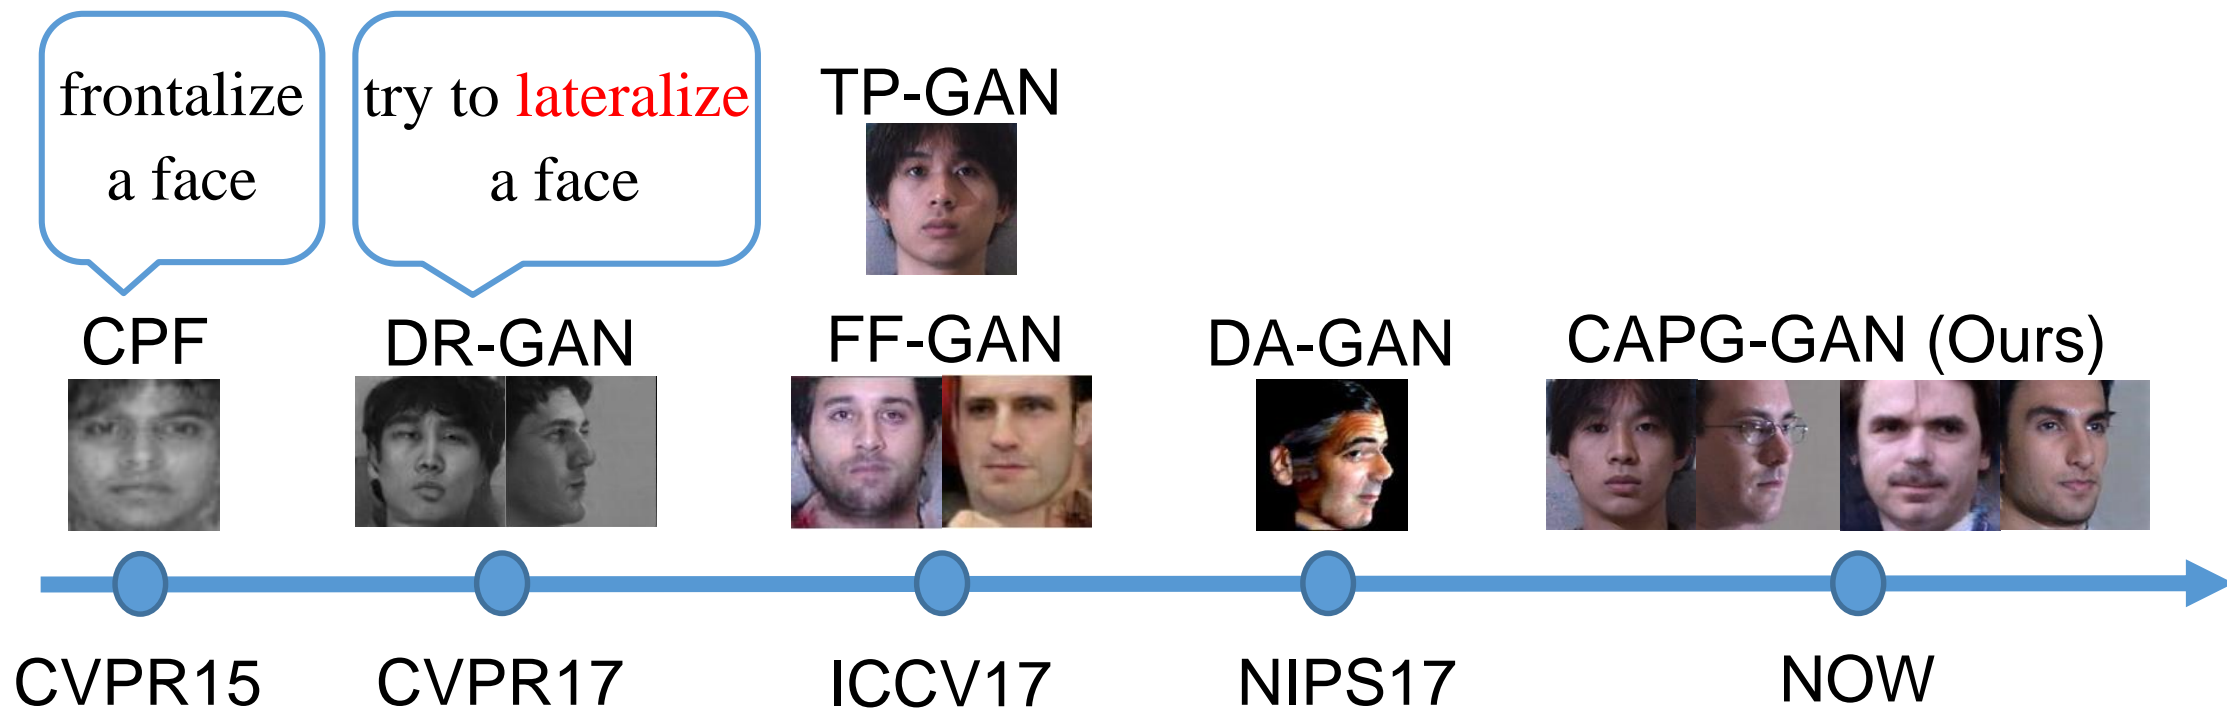 frontalize
a face
try to lateralize
a face
TP-GAN
CPF
DR-GAN
FF-GAN
DA-GAN
CAPG-GAN (Ours)
CVPR15
CVPR17
ICCV17
NIPS17
NOW